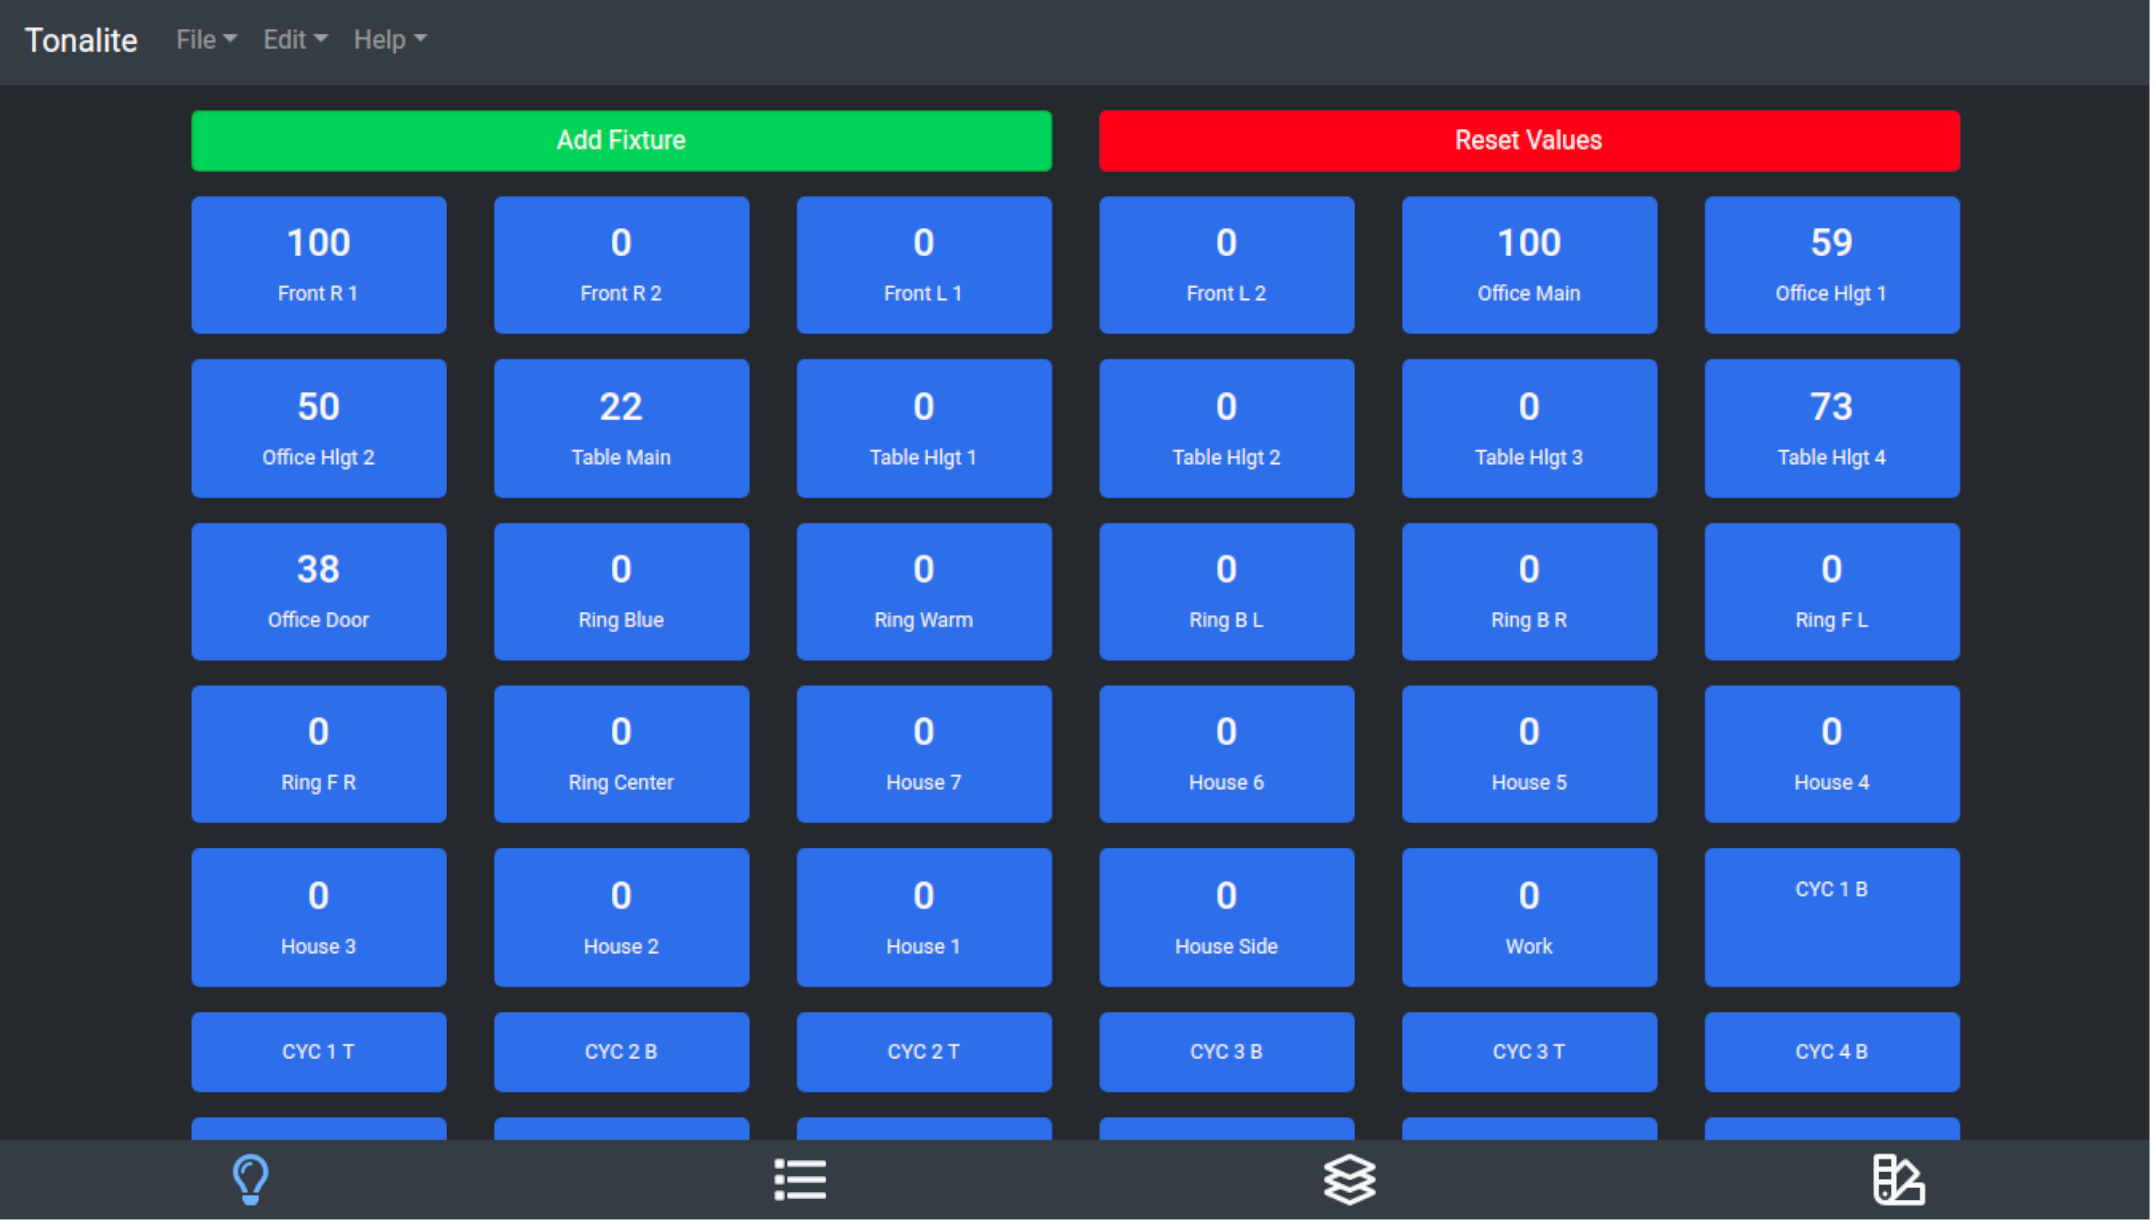 Tonalite File Edit Help
Add Fixture Reset Values
100 0 0 0 100 59
Front R 1 Front R 2 Front L 1 Front L 2 Office Main Office Hlgt 1
50 22 0 0 0 73
Office Hlgt 2 Table Main Table Hlgt 1 Table Hlgt 2 Table Hlgt 3 Table Hlgt 4
38 0 0 0 0 0
Office Door Ring Blue Ring Warm Ring B L Ring B R Ring F L
0 0 0 0 0 0
Ring F R Ring Center House 7 House 6 House 5 House 4
0 0 0 0 0 CYC 1 B
House 3 House 2 House 1 House Side Work
CYC 1 T CYC 2 B CYC 2 T CYC 3 B CYC 3 T CYC 4 B